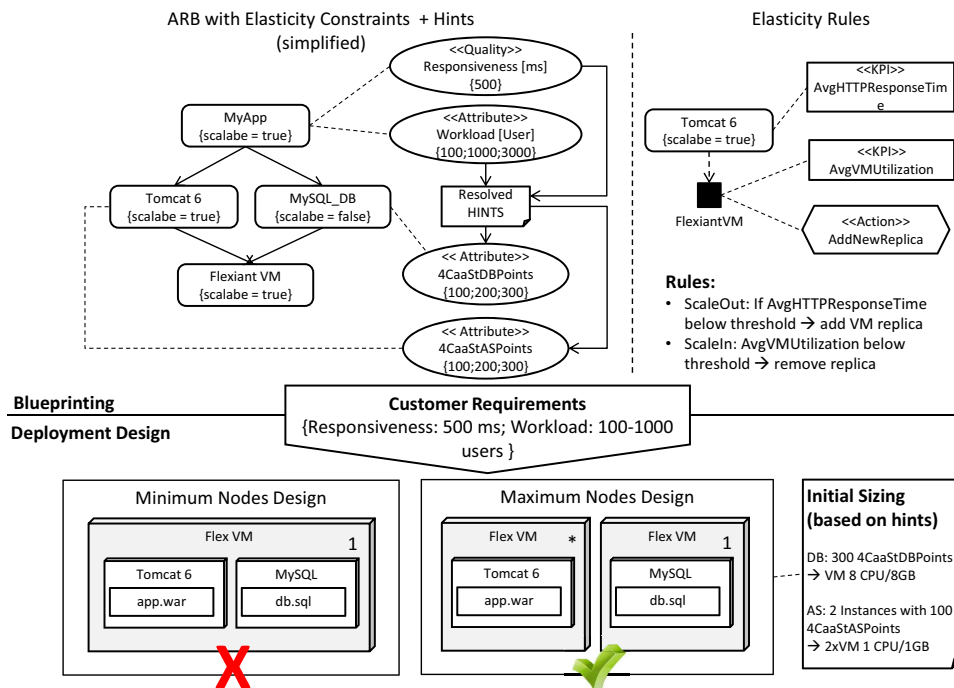 ARB with Elasticity Constraints + Hints
(simplified)
<<Quality>>
Responsiveness [ms]
{500}
MyApp
{scalabe = true}
<<Attribute>>
Workload [User]
{100;1000;3000}
Tomcat 6
{scalabe = true}
MySQL_DB
{scalabe = false}
Resolved
HINTS
Flexiant VM
{scalabe = true}
<< Attribute>>
4CaaStDBPoints
{100;200;300}
<< Attribute>>
4CaaStASPoints
{100;200;300}
Elasticity Rules
<<KPI>>
AvgHTTPResponseTim
e
Tomcat 6
{scalabe = true}
<<KPI>>
AvgVMUtilization
FlexiantVM
<<Action>>
AddNewReplica
Rules:
• ScaleOut: If AvgHTTPResponseTime
below threshold → add VM replica
• ScaleIn: AvgVMUtilization below
threshold → remove replica
Blueprinting
Deployment Design
Customer Requirements
{Responsiveness: 500 ms; Workload: 100-1000
users }
Minimum Nodes Design
Flex VM
1
Tomcat 6
app.war
MySQL
db.sql
X
Maximum Nodes Design
Flex VM
*
Tomcat 6
app.war
Flex VM
1
MySQL
db.sql
Initial Sizing
(based on hints)
DB: 300 4CaaStDBPoints
→ VM 8 CPU/8GB
AS: 2 Instances with 100
4CaaStASPoints
→ 2xVM 1 CPU/1GB